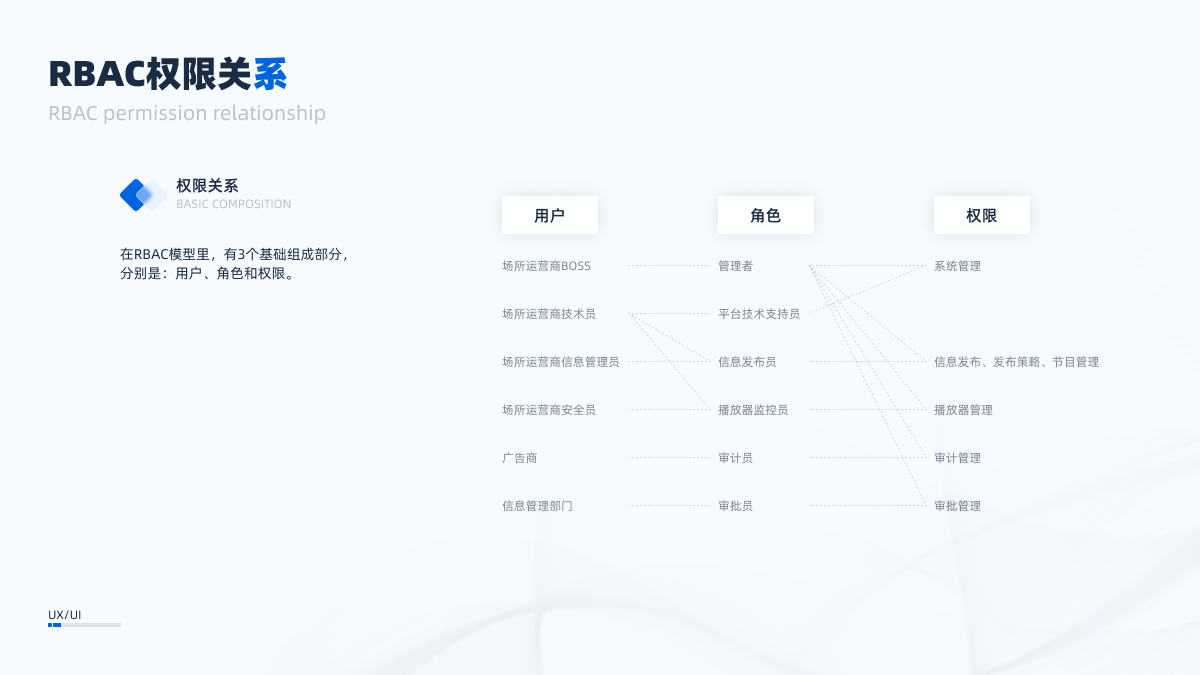 RBAC权限关系
RBAC permission relationship
权限关系
BASIC COMPOSITION
在RBAC模型里，有3个基础组成部分，
分别是：用户、角色和权限。
用户 角色 权限
场所运营商BOSS 管理者 系统管理
场所运营商技术员 平台技术支持员
场所运营商信息管理员 信息发布员 信息发布、发布策略、节目管理
场所运营商安全员 播放器监控员 播放器管理
广告商 审计员 审计管理
信息管理部门 审批员 审批管理
UX/UI